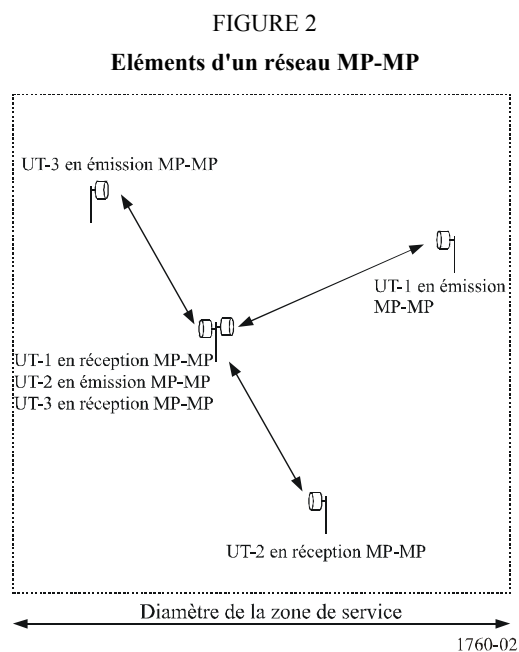 FIGURE 2
Eléments d'un réseau MP-MP
UT-3 en émission MP-MP
UT-1 en émission
MP-MP
UT-1 en réception MP-MP
UT-2 en émission MP-MP
UT-3 en réception MP-MP
UT-2 en réception MP-MP
Diamètre de la zone de service
1760-02